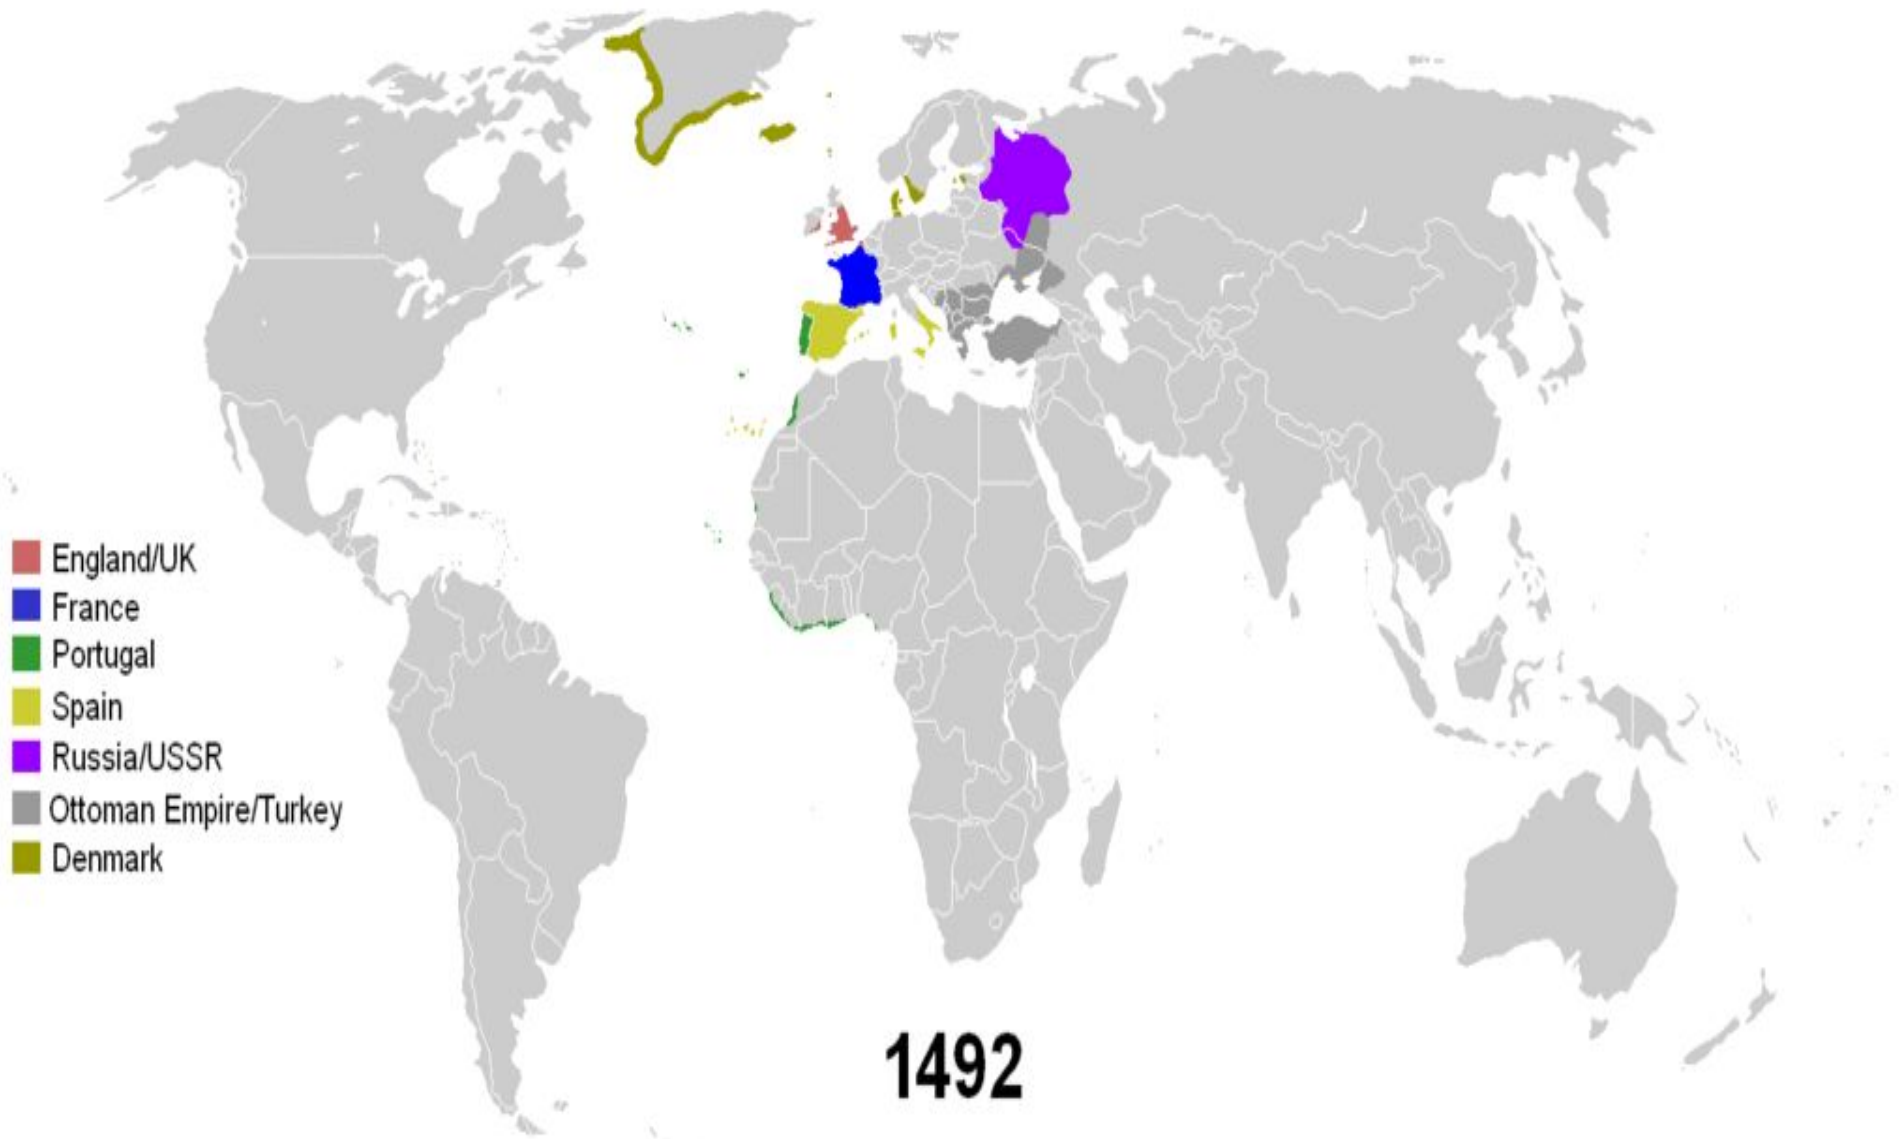 England/UK
France
Portugal
Spain
Russia/USSR
Ottoman Empire/Turkey
Denmark
1492